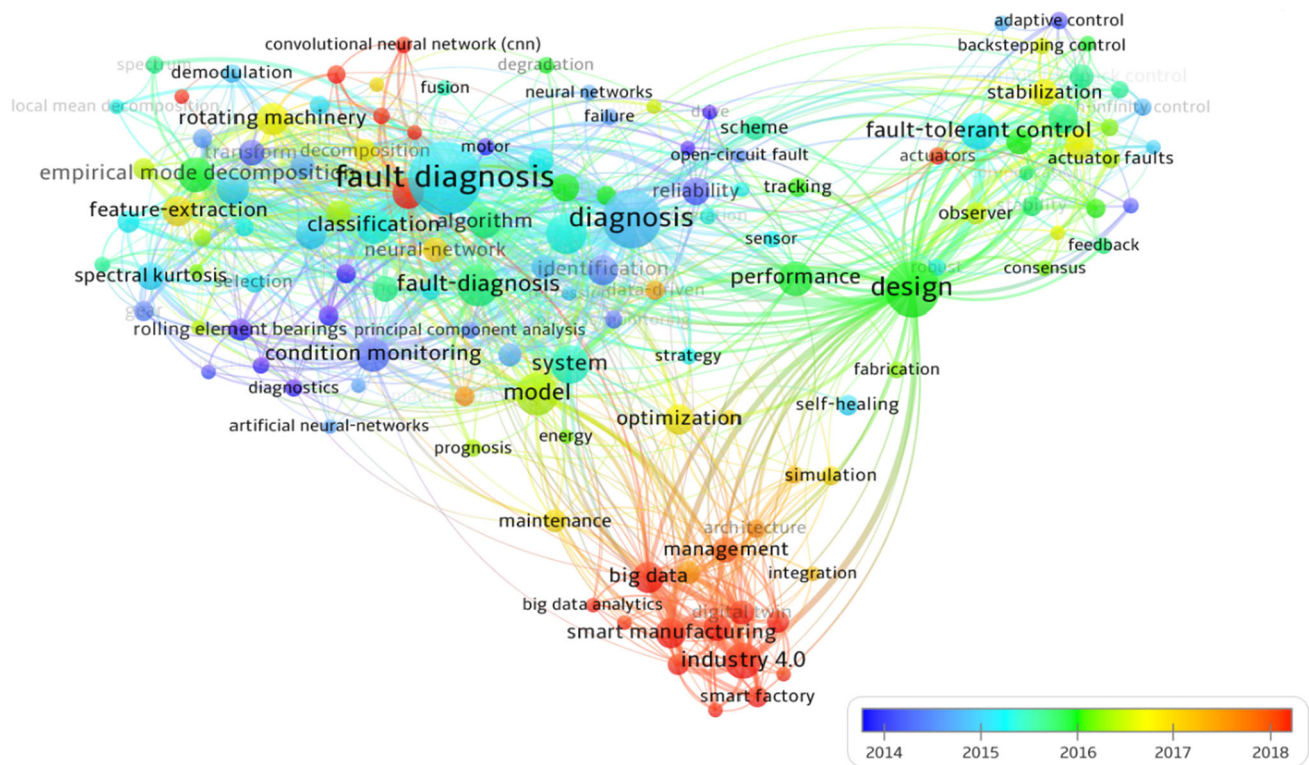 adaptive control
convolutional neural network (cnn)
backstepping control
spectrum
demodulation
degradation
fusion
neural networks
stabilization
local mean decomposition
h-infinity control
rotating machinery
failure
drive
scheme
fault-tolerant control
transform
decomposition
motor
open-circuit fault
actuators
actuator faults
empirical mode decomposition
fault diagnosis
reliability
tracking
feature-extraction
classification
algorithm
diagnosis
observer
stability
neural-network
sensor
feedback
spectral kurtosis
selection
fault-diagnosis
identification
data-driven
performance
design
robust
consensus
rolling element bearings
principal component analysis
condition monitoring
system
strategy
fabrication
diagnostics
model
self-healing
artificial neural-networks
optimization
prognosis
energy
simulation
maintenance
architecture
management
big data
integration
big data analytics
digital twin
smart manufacturing
industry 4.0
smart factory
2014
2015
2016
2017
2018